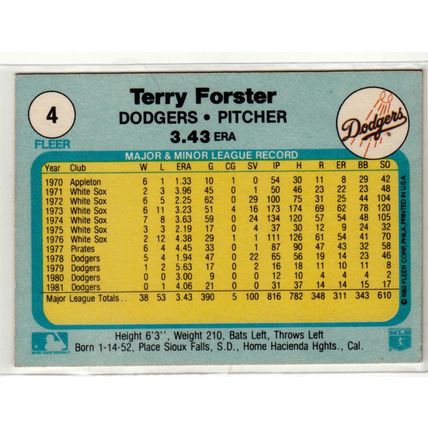 4
FLEER
Terry Forster
DODGERS • PITCHER
3.43 ERA
Dodgers
MAJOR & MINOR LEAGUE RECORD
Year Club W L ERA G C CG SV IP H R ER BB SO
1970 Appleton 6 1 1.33 10 1 0 54 30 11 8 29 42
1971 White Sox 2 3 3.96 45 0 1 50 46 23 22 23 48
1972 White Sox 6 5 2.25 62 0 29 100 75 31 25 44 104
1973 White Sox 6 11 3.23 51 4 16 173
1974 White Sox 7 8 3.63 59 1 24 134 120 57 54 48 105
1975 White Sox 3 3 2.19 17 1 4 37 30 12 9 24 32
1976 White Sox 2 12 4.38 29 1 1 111 126 61 54 41 70
1977 Pirates 6 4 4.45 33 0 1 87 90 47 43 32 58
1978 Dodgers 5 4 1.94 47 0 22 65 56 19 14 23 46
1979 Dodgers 1 2 5.63 17 0 2 16 18 11 10 11 8
1980 Dodgers 0 0 3.00 9 0 0 12 10 4 4 4 2
1981 Dodgers 0 1 4.06 21 0 0 31 37 14 14 15 17
Major League Totals.. 38 53 3.43 390 5 100 816 782 348 311 343 610
Height 6'3'', Weight 210, Bats Left, Throws Left
Born 1-14-52, Place Sioux Falls, S.D., Home Hacienda Hghts., Cal.
© 1982 FLEER CORP. PHILA. PRINTED IN U.S.A.